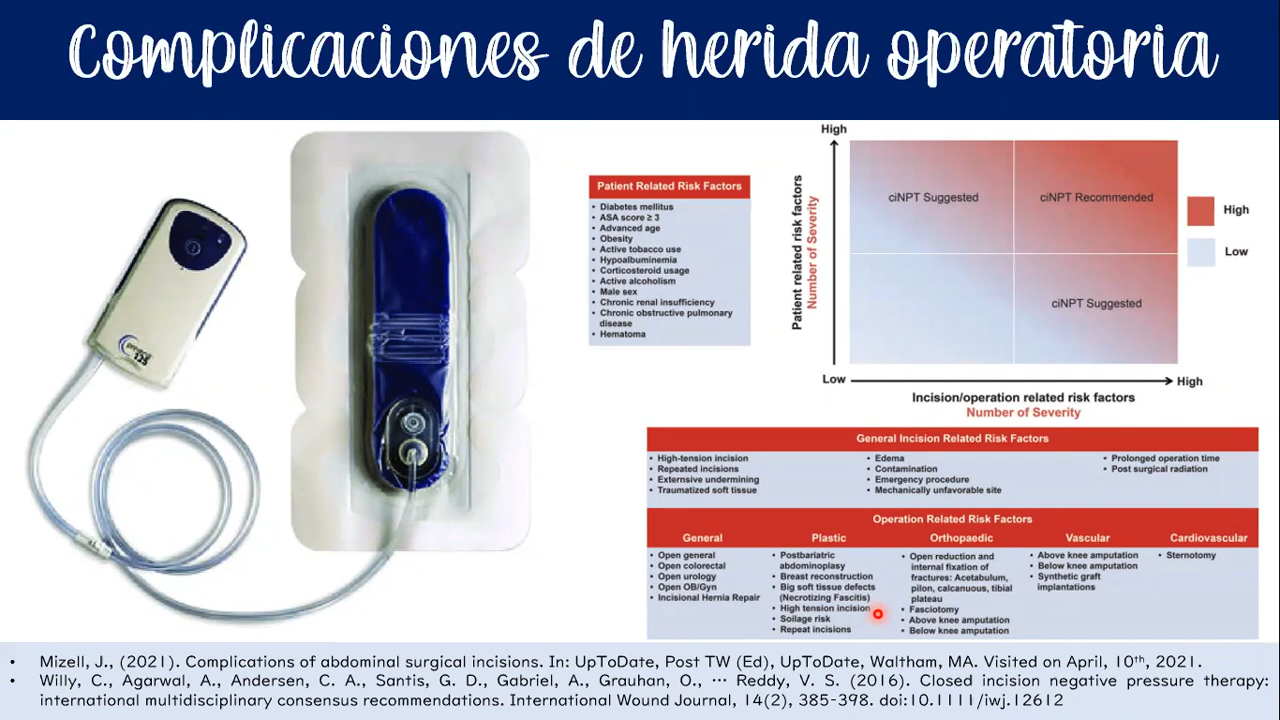 Complicaciones de herida operatoria
Patient Related Risk Factors
• Diabetes mellitus
• ASA score ≥ 3
• Advanced age
• Obesity
• Active tobacco use
• Hypoalbuminemia
• Corticosteroid usage
• Active alcoholism
• Male sex
• Chronic renal insufficiency
• Chronic obstructive pulmonary
disease
• Hematoma
High
Patient related risk factors
Number of Severity
ciNPT Suggested
ciNPT Recommended
ciNPT Suggested
High
Low
Low
High
Incision/operation related risk factors
Number of Severity
General Incision Related Risk Factors
• High-tension incision
• Repeated incisions
• Externsive undermining
• Traumatized soft tissue
• Edema
• Contamination
• Emergency procedure
• Mechanically unfavorable site
• Prolonged operation time
• Post surgical radiation
Operation Related Risk Factors
General
• Open general
• Open colorectal
• Open urology
• Open OB/Gyn
• Incisional Hernia Repair
Plastic
• Postbariatric
abdominoplasy
• Breast reconstruction
• Big soft tissue defects
(Necrotizing Fascitis)
• High tension incision
• Soilage risk
• Repeat incisions
Orthopaedic
• Open reduction and
internal fixation of
fractures: Acetabulum,
pilon, calcanuous, tibial
plateau
• Fasciotomy
• Above knee amputation
• Below knee amputation
Vascular
• Above knee amputation
• Below knee amputation
• Synthetic graft
implantations
Cardiovascular
• Sternotomy
• Mizell, J., (2021). Complications of abdominal surgical incisions. In: UpToDate, Post TW (Ed), UpToDate, Waltham, MA. Visited on April, 10th, 2021.
• Willy, C., Agarwal, A., Andersen, C. A., Santis, G. D., Gabriel, A., Grauhan, O., … Reddy, V. S. (2016). Closed incision negative pressure therapy:
international multidisciplinary consensus recommendations. International Wound Journal, 14(2), 385-398. doi:10.1111/iwj.12612